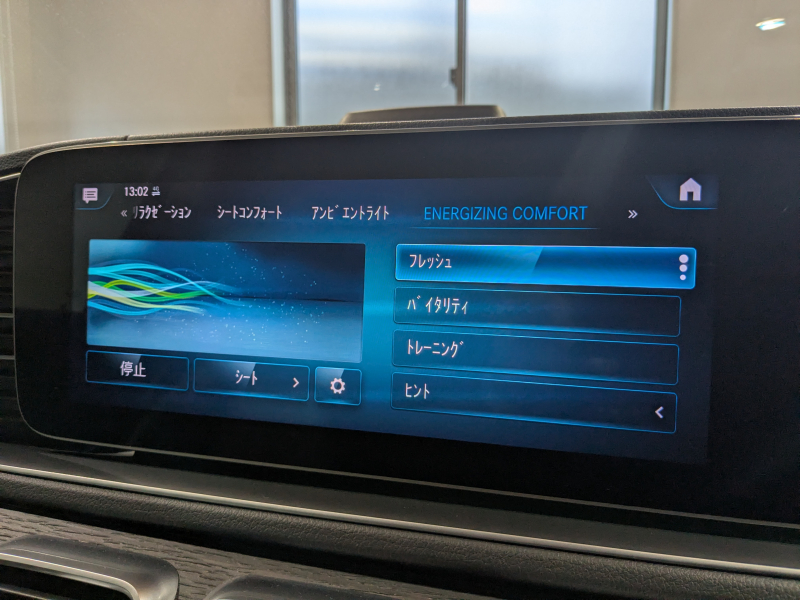 13:02 4G
« リラクゼーション シートコンフォート アンビエントライト ENERGIZING COMFORT »
フレッシュ
バイタリティ
トレーニング
ヒント
停止 シート